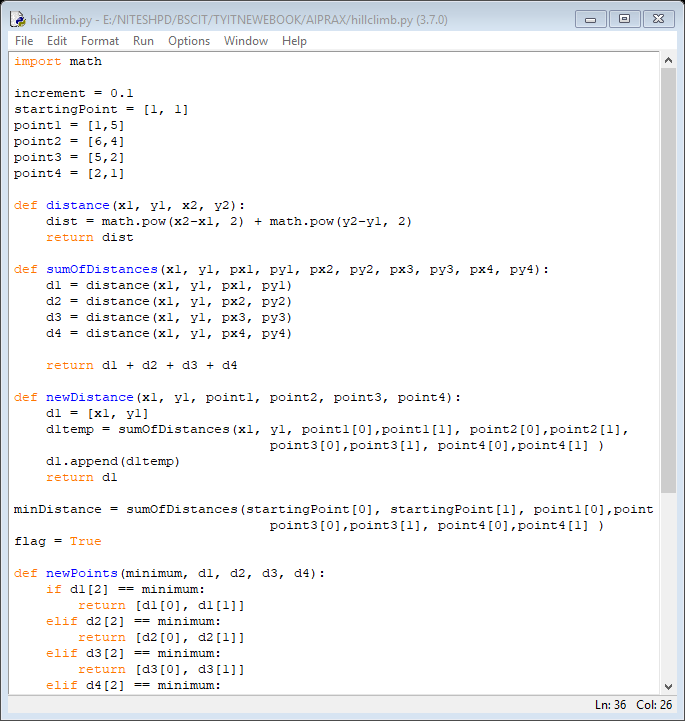 hillclimb.py - E:/NITESHPD/BSCIT/TYITNEWEBOOK/AIPRAX/hillclimb.py (3.7.0)
File Edit Format Run Options Window Help
import math

increment = 0.1
startingPoint = [1, 1]
point1 = [1,5]
point2 = [6,4]
point3 = [5,2]
point4 = [2,1]

def distance(x1, y1, x2, y2):
    dist = math.pow(x2-x1, 2) + math.pow(y2-y1, 2)
    return dist

def sumOfDistances(x1, y1, px1, py1, px2, py2, px3, py3, px4, py4):
    d1 = distance(x1, y1, px1, py1)
    d2 = distance(x1, y1, px2, py2)
    d3 = distance(x1, y1, px3, py3)
    d4 = distance(x1, y1, px4, py4)

    return d1 + d2 + d3 + d4

def newDistance(x1, y1, point1, point2, point3, point4):
    d1 = [x1, y1]
    d1temp = sumOfDistances(x1, y1, point1[0],point1[1], point2[0],point2[1],
                                point3[0],point3[1], point4[0],point4[1] )
    d1.append(d1temp)
    return d1

minDistance = sumOfDistances(startingPoint[0], startingPoint[1], point1[0],point
                                point3[0],point3[1], point4[0],point4[1] )
flag = True

def newPoints(minimum, d1, d2, d3, d4):
    if d1[2] == minimum:
        return [d1[0], d1[1]]
    elif d2[2] == minimum:
        return [d2[0], d2[1]]
    elif d3[2] == minimum:
        return [d3[0], d3[1]]
    elif d4[2] == minimum:
Ln: 36 Col: 26